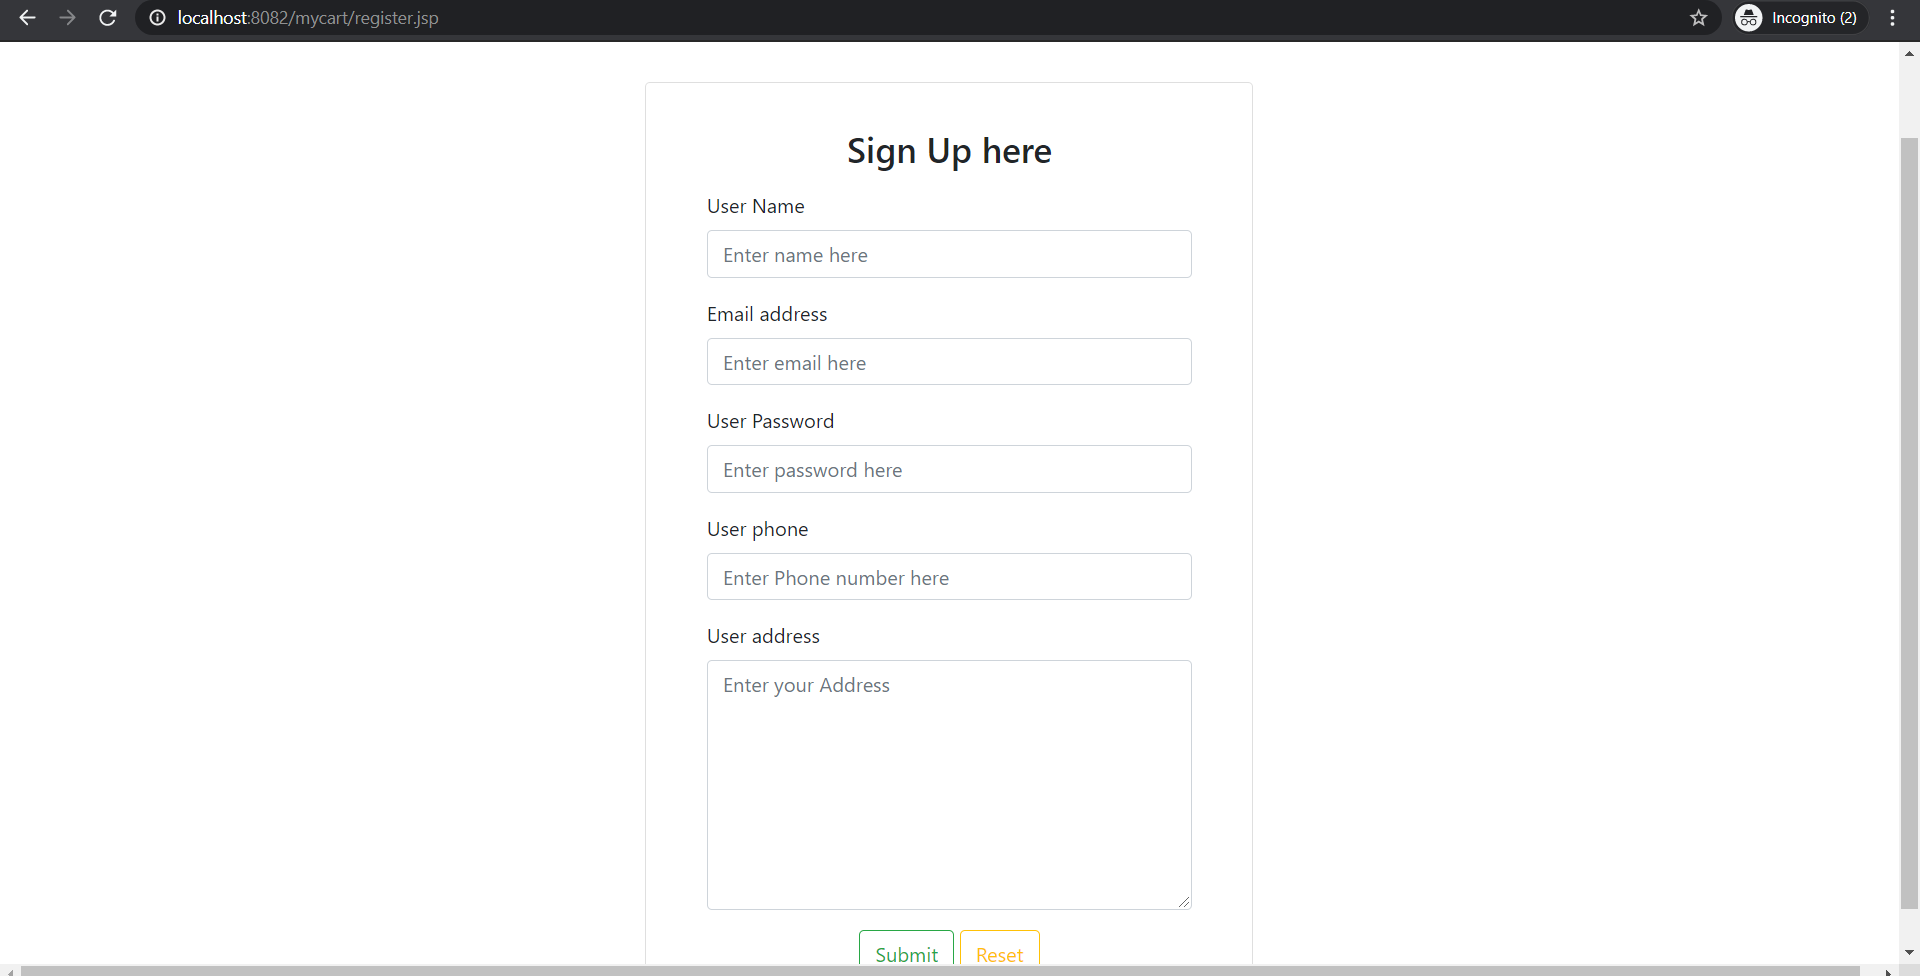 localhost:8082/mycart/register.jsp
Incognito (2)
Sign Up here
User Name
Enter name here
Email address
Enter email here
User Password
Enter password here
User phone
Enter Phone number here
User address
Enter your Address
Submit Reset